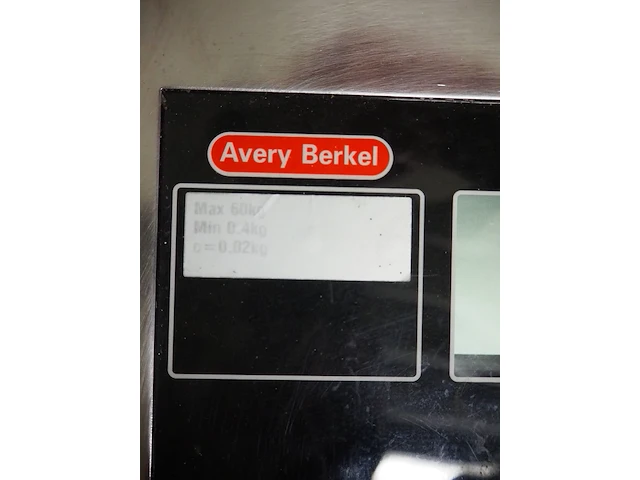 Avery Berkel
Max 60kg
Min 0.4kg
e=0.02kg